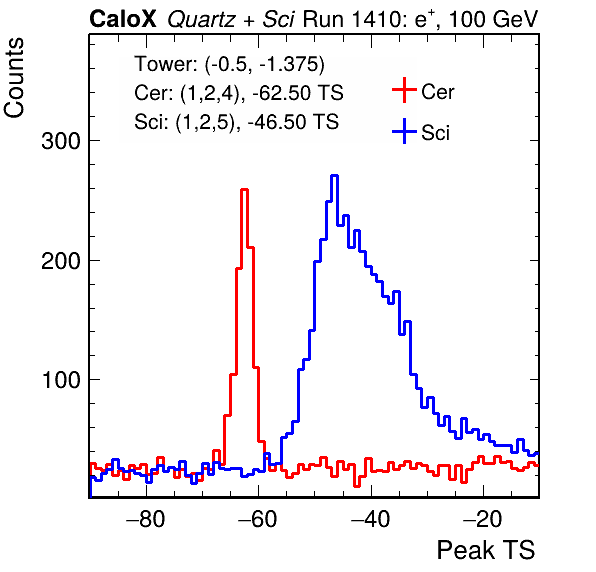 CaloX Quartz + Sci Run 1410: e+, 100 GeV
Counts
Tower: (-0.5, -1.375)
Cer: (1,2,4), -62.50 TS
Sci: (1,2,5), -46.50 TS
Cer
Sci
300
200
100
−80 −60 −40 −20
Peak TS